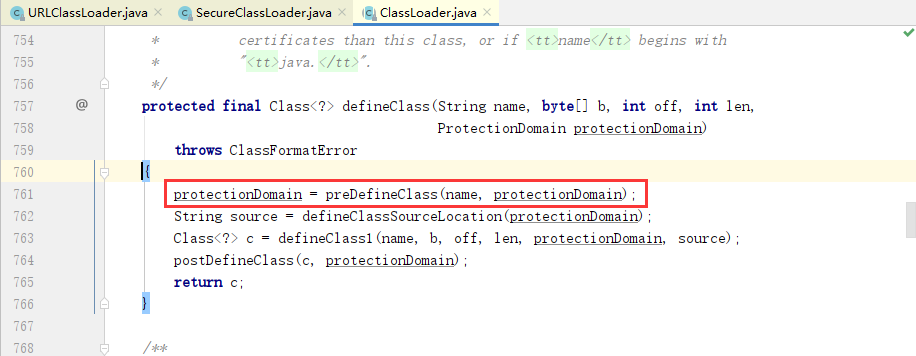 URLClassLoader.java × SecureClassLoader.java × ClassLoader.java ×
754 * certificates than this class, or if <tt>name</tt> begins with
755 * "<tt>java.</tt>".
756 */
757 @ protected final Class<?> defineClass(String name, byte[] b, int off, int len,
758 ProtectionDomain protectionDomain)
759 throws ClassFormatError
760 {
761 protectionDomain = preDefineClass(name, protectionDomain);
762 String source = defineClassSourceLocation(protectionDomain);
763 Class<?> c = defineClass1(name, b, off, len, protectionDomain, source);
764 postDefineClass(c, protectionDomain);
765 return c;
766 }
767
768 /**